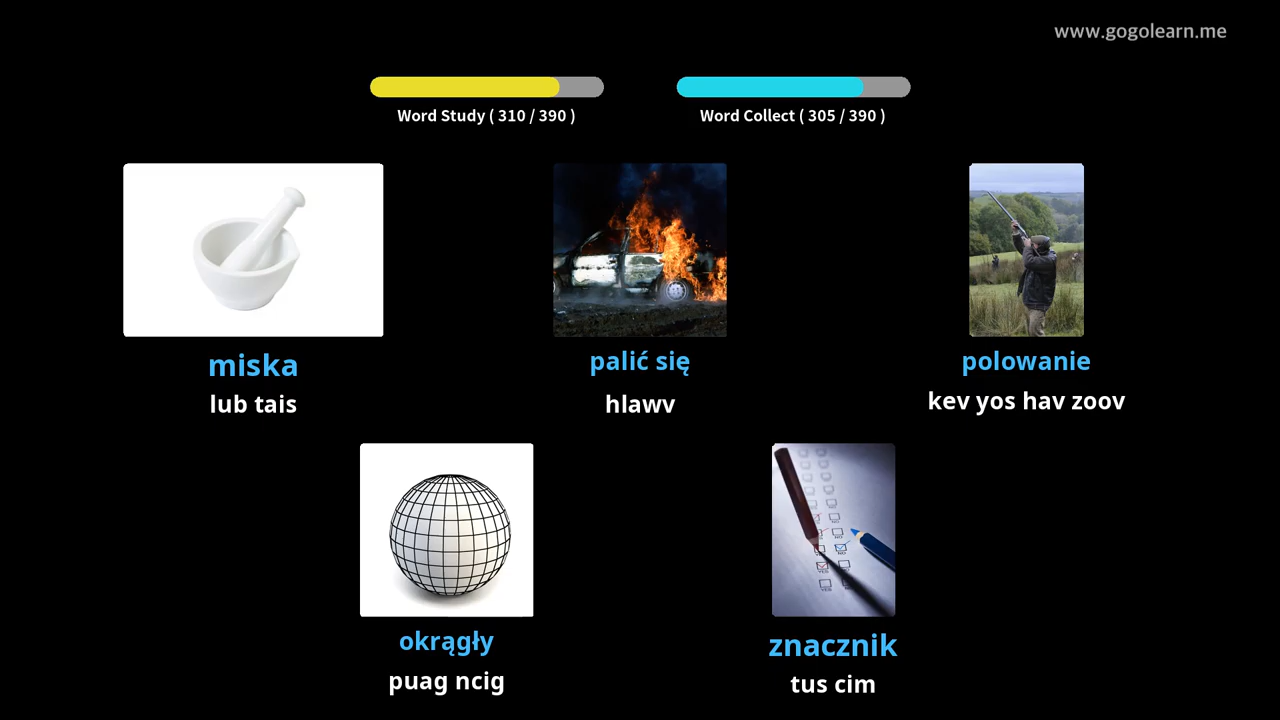 www.gogolearn.me
Word Study ( 310 / 390 )
Word Collect ( 305 / 390 )
miska
lub tais
palić się
hlawv
polowanie
kev yos hav zoov
okrągły
puag ncig
znacznik
tus cim